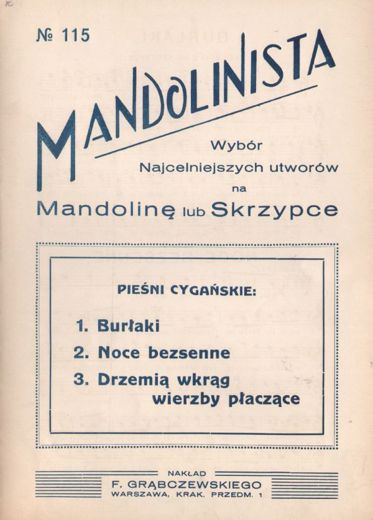 № 115
MANDOLINISTA
Wybór
Najcelniejszych utworów
na
Mandolinę lub Skrzypce
PIEŚNI CYGAŃSKIE:
1. Burłaki
2. Noce bezsenne
3. Drzemią wkrąg
wierzby płaczące
NAKŁAD
F. GRĄBCZEWSKIEGO
WARSZAWA, KRAK. PRZEDM. 1